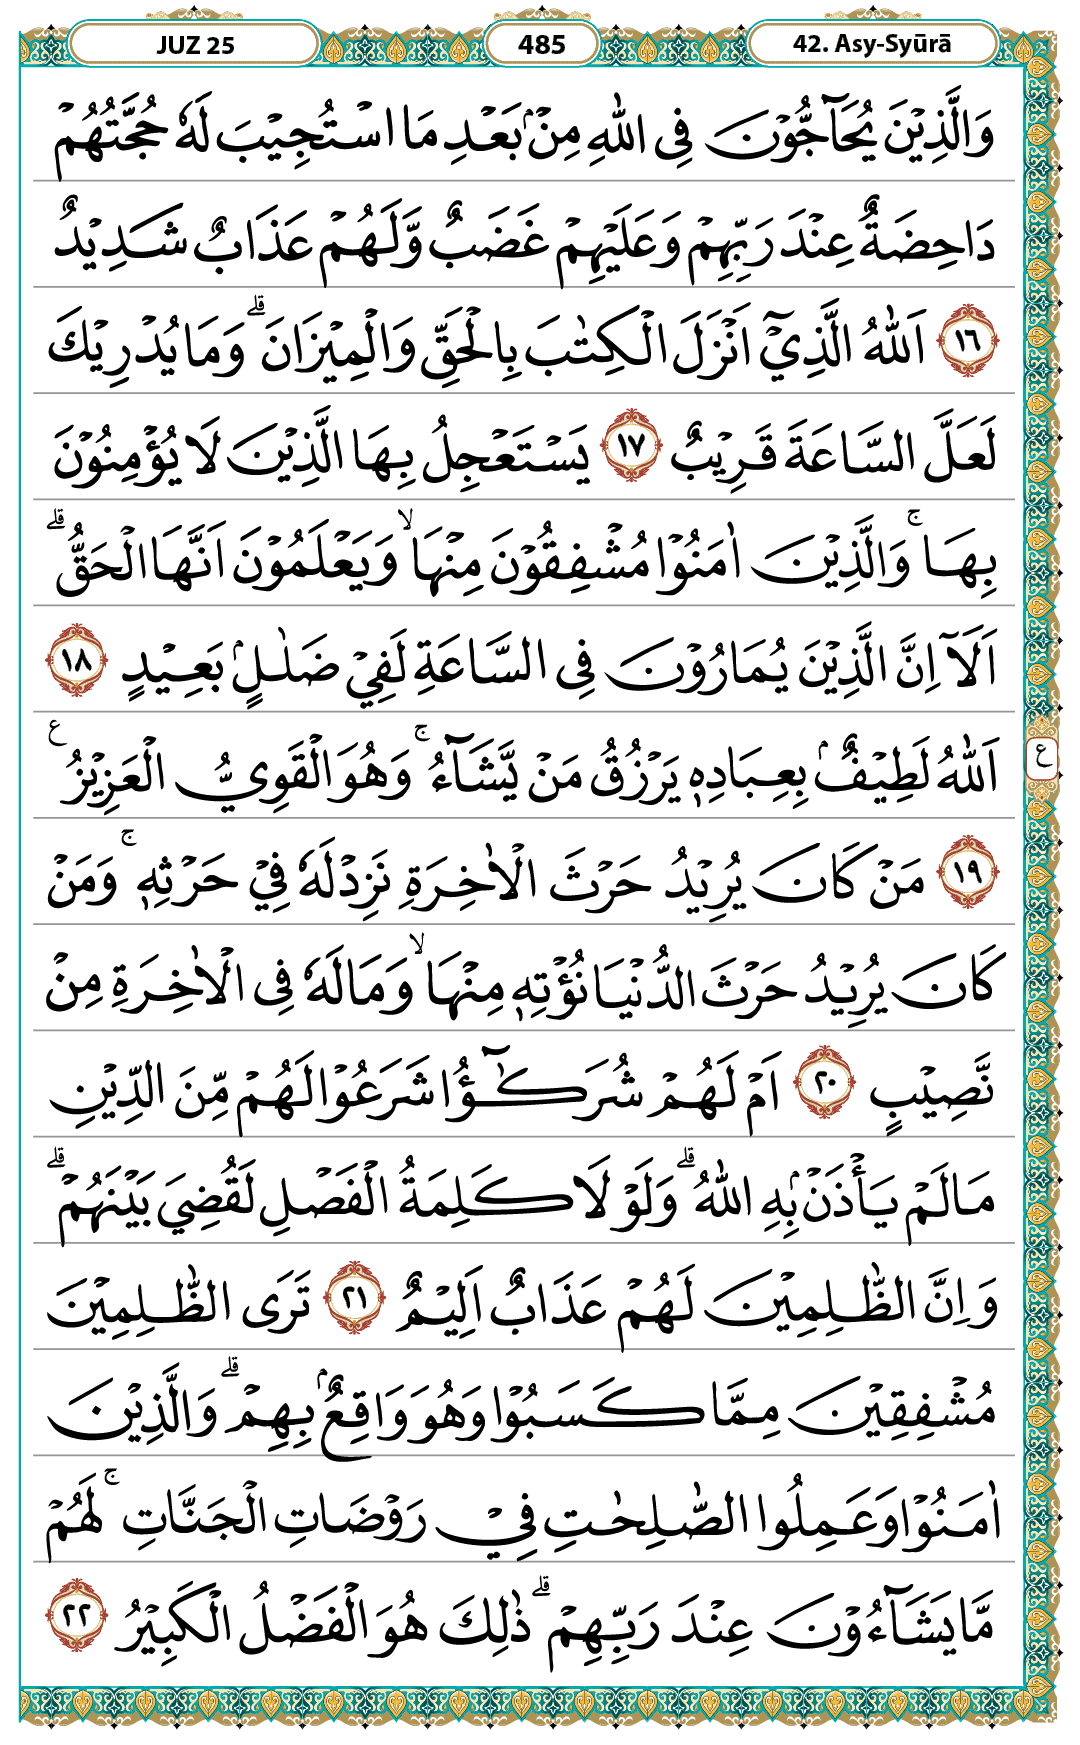 JUZ 25
485
42. Asy-Syūrā
وَالَّذِيْنَ يُحَاۤجُّوْنَ فِى اللّٰهِ مِنْۢ بَعْدِ مَا اسْتُجِيْبَ لَهٗ حُجَّتُهُمْ
دَاحِضَةٌ عِنْدَ رَبِّهِمْ وَعَلَيْهِمْ غَضَبٌ وَّلَهُمْ عَذَابٌ شَدِيْدٌ
١٦ اَللّٰهُ الَّذِيْٓ اَنْزَلَ الْكِتٰبَ بِالْحَقِّ وَالْمِيْزَانَ ۗوَمَا يُدْرِيْكَ
لَعَلَّ السَّاعَةَ قَرِيْبٌ ١٧ يَسْتَعْجِلُ بِهَا الَّذِيْنَ لَا يُؤْمِنُوْنَ
بِهَا ۚوَالَّذِيْنَ اٰمَنُوْا مُشْفِقُوْنَ مِنْهَا ۙوَيَعْلَمُوْنَ اَنَّهَا الْحَقُّ ۗ
اَلَآ اِنَّ الَّذِيْنَ يُمَارُوْنَ فِى السَّاعَةِ لَفِيْ ضَلٰلٍۢ بَعِيْدٍ ١٨
اَللّٰهُ لَطِيْفٌۢ بِعِبَادِهٖ يَرْزُقُ مَنْ يَّشَاۤءُ ۚوَهُوَ الْقَوِيُّ الْعَزِيْزُ ࣖ
ع
١٩ مَنْ كَانَ يُرِيْدُ حَرْثَ الْاٰخِرَةِ نَزِدْ لَهٗ فِيْ حَرْثِهٖ ۚوَمَنْ
كَانَ يُرِيْدُ حَرْثَ الدُّنْيَا نُؤْتِهٖ مِنْهَا ۙوَمَا لَهٗ فِى الْاٰخِرَةِ مِنْ
نَّصِيْبٍ ٢٠ اَمْ لَهُمْ شُرَكٰۤؤُا شَرَعُوْا لَهُمْ مِّنَ الدِّيْنِ
مَا لَمْ يَأْذَنْۢ بِهِ اللّٰهُ ۗوَلَوْلَا كَلِمَةُ الْفَصْلِ لَقُضِيَ بَيْنَهُمْ ۗ
وَاِنَّ الظّٰلِمِيْنَ لَهُمْ عَذَابٌ اَلِيْمٌ ٢١ تَرَى الظّٰلِمِيْنَ
مُشْفِقِيْنَ مِمَّا كَسَبُوْا وَهُوَ وَاقِعٌۢ بِهِمْ ۗوَالَّذِيْنَ
اٰمَنُوْا وَعَمِلُوا الصّٰلِحٰتِ فِيْ رَوْضَاتِ الْجَنَّاتِ ۚ لَهُمْ
مَّا يَشَاۤءُوْنَ عِنْدَ رَبِّهِمْ ۗذٰلِكَ هُوَ الْفَضْلُ الْكَبِيْرُ ٢٢